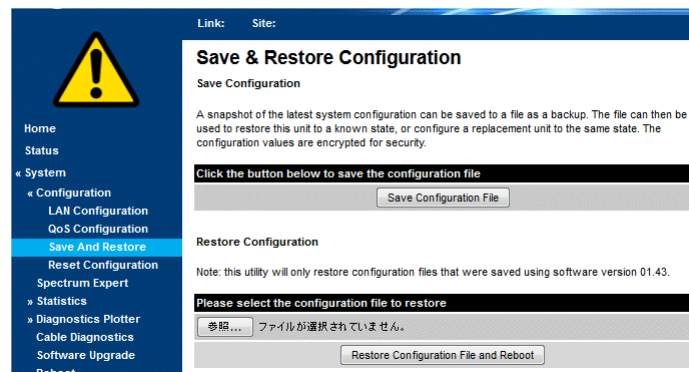 Link: Site:
Save & Restore Configuration
Save Configuration
A snapshot of the latest system configuration can be saved to a file as a backup. The file can then be
used to restore this unit to a known state, or configure a replacement unit to the same state. The
configuration values are encrypted for security.
Click the button below to save the configuration file
Save Configuration File
Restore Configuration
Note: this utility will only restore configuration files that were saved using software version 01.43.
Please select the configuration file to restore
参照... ファイルが選択されていません。
Restore Configuration File and Reboot
Home
Status
« System
« Configuration
LAN Configuration
QoS Configuration
Save And Restore
Reset Configuration
Spectrum Expert
» Statistics
» Diagnostics Plotter
Cable Diagnostics
Software Upgrade